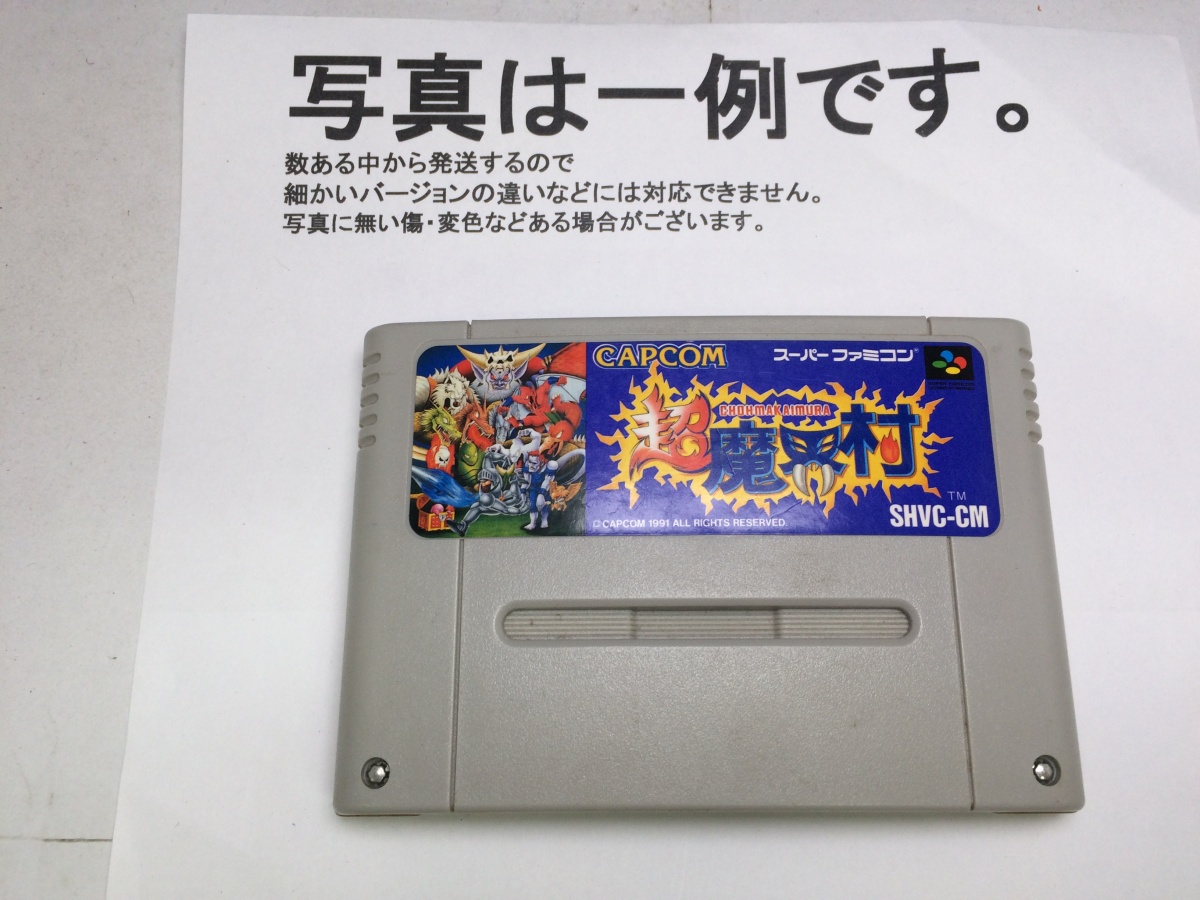 写真は一例です。
数ある中から発送するので
細かいバージョンの違いなどには対応できません。
写真に無い傷・変色などある場合がございます。
CAPCOM
スーパーファミコン
CHOHMAKAIMURA
超魔界村
TM
SHVC-CM
© CAPCOM 1991 ALL RIGHTS RESERVED.